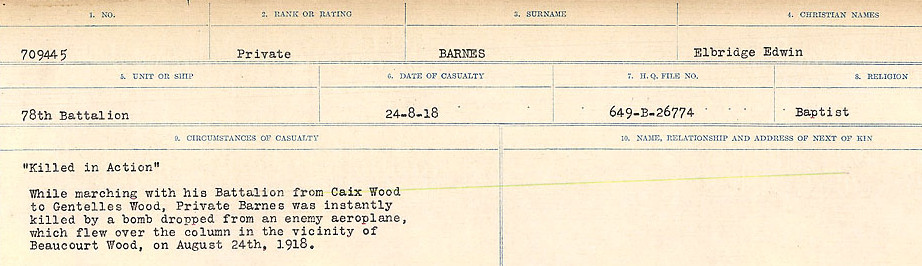 1. NO. 2. RANK OR RATING 3. SURNAME 4. CHRISTIAN NAMES
709445 Private BARNES Elbridge Edwin
5. UNIT OR SHIP 6. DATE OF CASUALTY 7. H. Q. FILE NO. 8. RELIGION
78th Battalion 24-8-18 649-B-26774 Baptist
9. CIRCUMSTANCES OF CASUALTY 10. NAME, RELATIONSHIP AND ADDRESS OF NEXT OF KIN
"Killed in Action"
While marching with his Battalion from Caix Wood
to Gentelles Wood, Private Barnes was instantly
killed by a bomb dropped from an enemy aeroplane,
which flew over the column in the vicinity of
Beaucourt Wood, on August 24th, 1918.